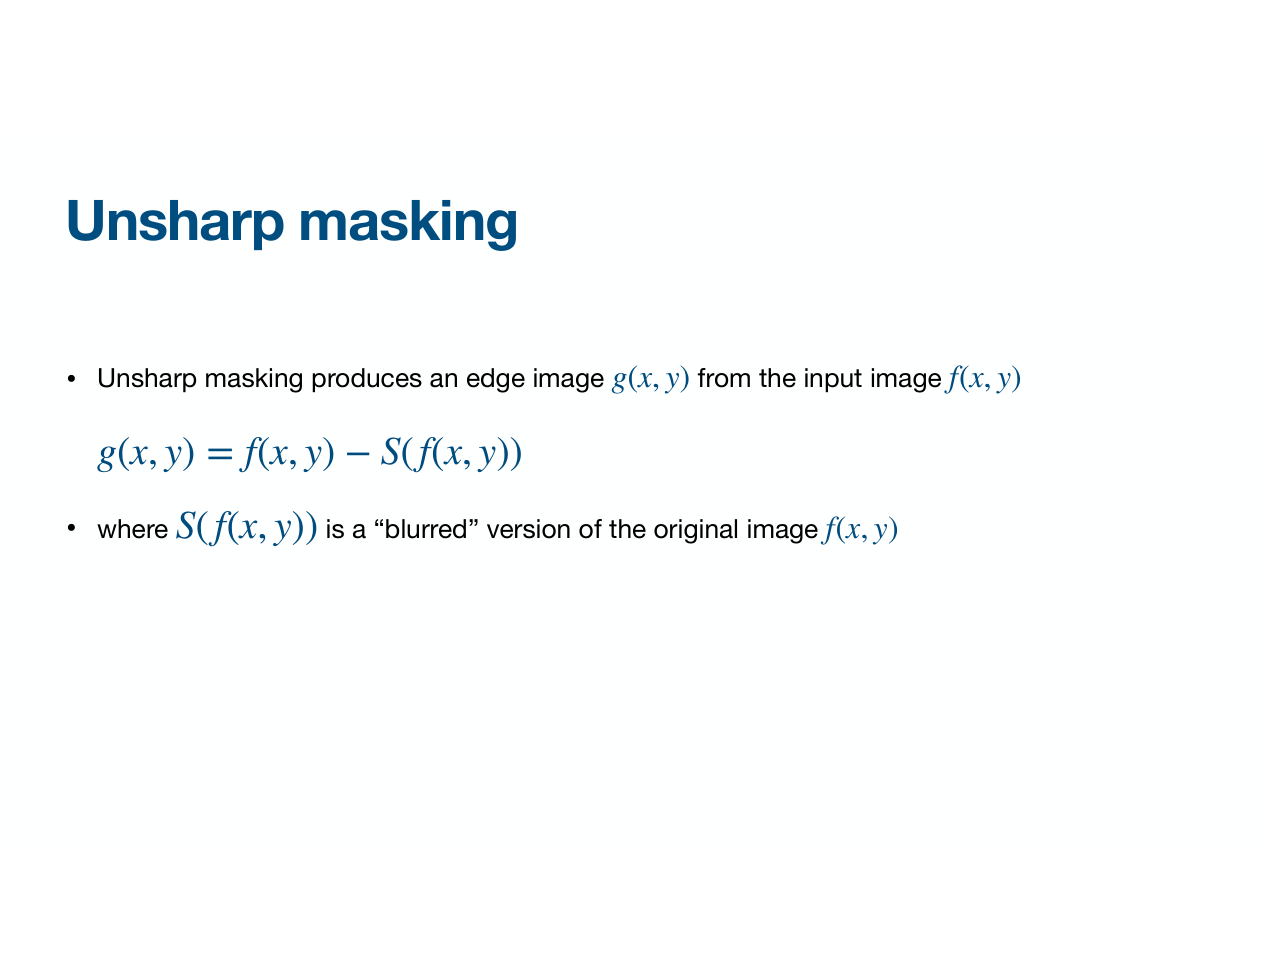 Unsharp masking
• Unsharp masking produces an edge image g(x, y) from the input image f(x, y)
g(x, y) = f(x, y) − S(f(x, y))
• where S(f(x, y)) is a “blurred” version of the original image f(x, y)